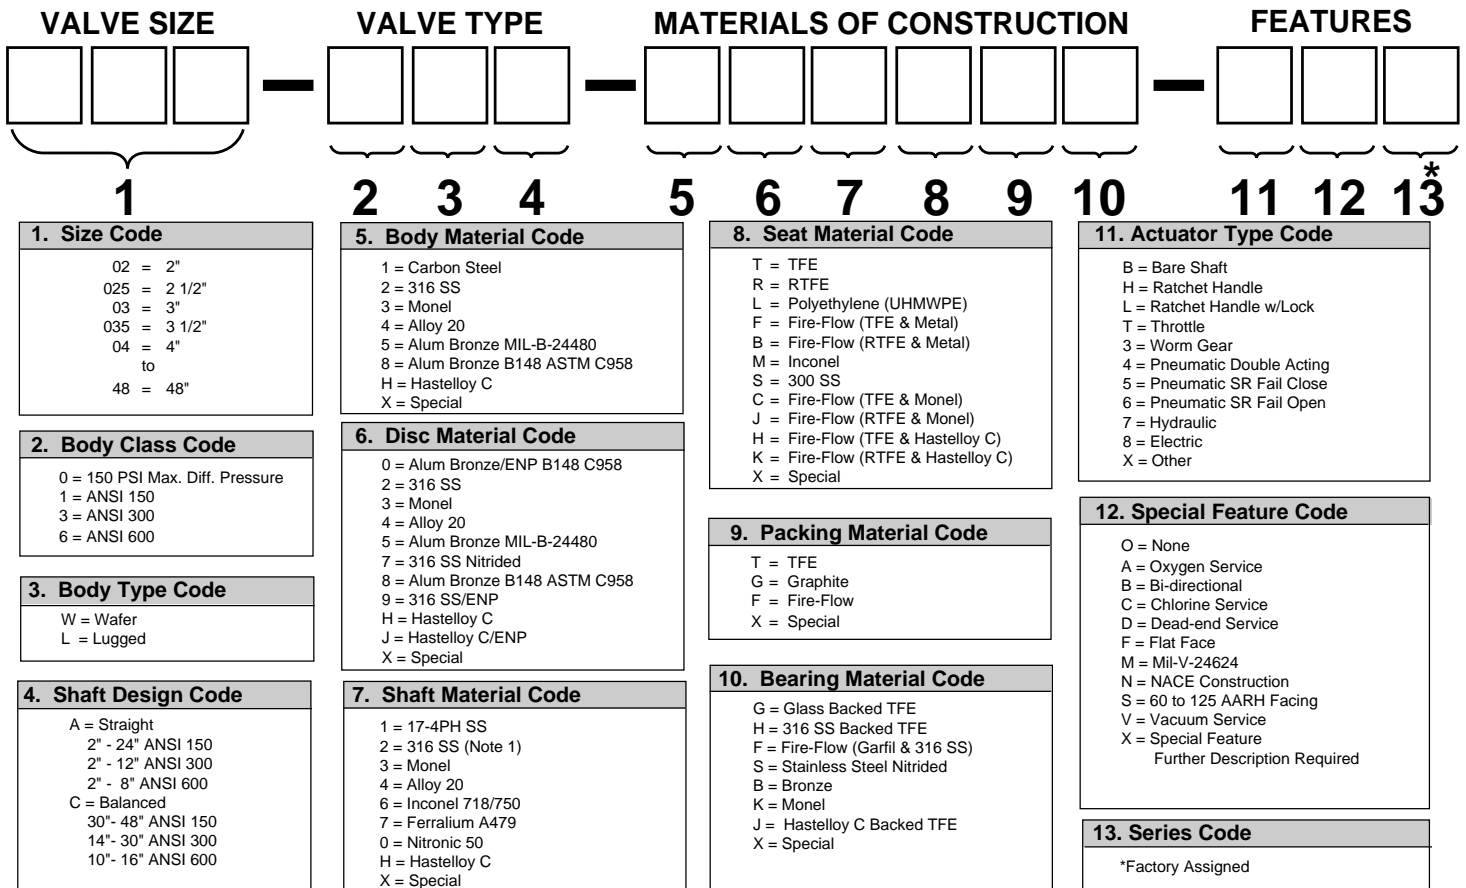 VALVE SIZE
VALVE TYPE
MATERIALS OF CONSTRUCTION
FEATURES
1
2
3
4
5
6
7
8
9
10
11
12
13*
1. Size Code
02 = 2"
025 = 2 1/2"
03 = 3"
035 = 3 1/2"
04 = 4"
to
48 = 48"
2. Body Class Code
0 = 150 PSI Max. Diff. Pressure
1 = ANSI 150
3 = ANSI 300
6 = ANSI 600
3. Body Type Code
W = Wafer
L = Lugged
4. Shaft Design Code
A = Straight
2" - 24" ANSI 150
2" - 12" ANSI 300
2" - 8" ANSI 600
C = Balanced
30"- 48" ANSI 150
14"- 30" ANSI 300
10"- 16" ANSI 600
5. Body Material Code
1 = Carbon Steel
2 = 316 SS
3 = Monel
4 = Alloy 20
5 = Alum Bronze MIL-B-24480
8 = Alum Bronze B148 ASTM C958
H = Hastelloy C
X = Special
6. Disc Material Code
0 = Alum Bronze/ENP B148 C958
2 = 316 SS
3 = Monel
4 = Alloy 20
5 = Alum Bronze MIL-B-24480
7 = 316 SS Nitrided
8 = Alum Bronze B148 ASTM C958
9 = 316 SS/ENP
H = Hastelloy C
J = Hastelloy C/ENP
X = Special
7. Shaft Material Code
1 = 17-4PH SS
2 = 316 SS (Note 1)
3 = Monel
4 = Alloy 20
6 = Inconel 718/750
7 = Ferralium A479
0 = Nitronic 50
H = Hastelloy C
X = Special
8. Seat Material Code
T = TFE
R = RTFE
L = Polyethylene (UHMWPE)
F = Fire-Flow (TFE & Metal)
B = Fire-Flow (RTFE & Metal)
M = Inconel
S = 300 SS
C = Fire-Flow (TFE & Monel)
J = Fire-Flow (RTFE & Monel)
H = Fire-Flow (TFE & Hastelloy C)
K = Fire-Flow (RTFE & Hastelloy C)
X = Special
9. Packing Material Code
T = TFE
G = Graphite
F = Fire-Flow
X = Special
10. Bearing Material Code
G = Glass Backed TFE
H = 316 SS Backed TFE
F = Fire-Flow (Garfil & 316 SS)
S = Stainless Steel Nitrided
B = Bronze
K = Monel
J = Hastelloy C Backed TFE
X = Special
11. Actuator Type Code
B = Bare Shaft
H = Ratchet Handle
L = Ratchet Handle w/Lock
T = Throttle
3 = Worm Gear
4 = Pneumatic Double Acting
5 = Pneumatic SR Fail Close
6 = Pneumatic SR Fail Open
7 = Hydraulic
8 = Electric
X = Other
12. Special Feature Code
O = None
A = Oxygen Service
B = Bi-directional
C = Chlorine Service
D = Dead-end Service
F = Flat Face
M = Mil-V-24624
N = NACE Construction
S = 60 to 125 AARH Facing
V = Vacuum Service
X = Special Feature
Further Description Required
13. Series Code
*Factory Assigned